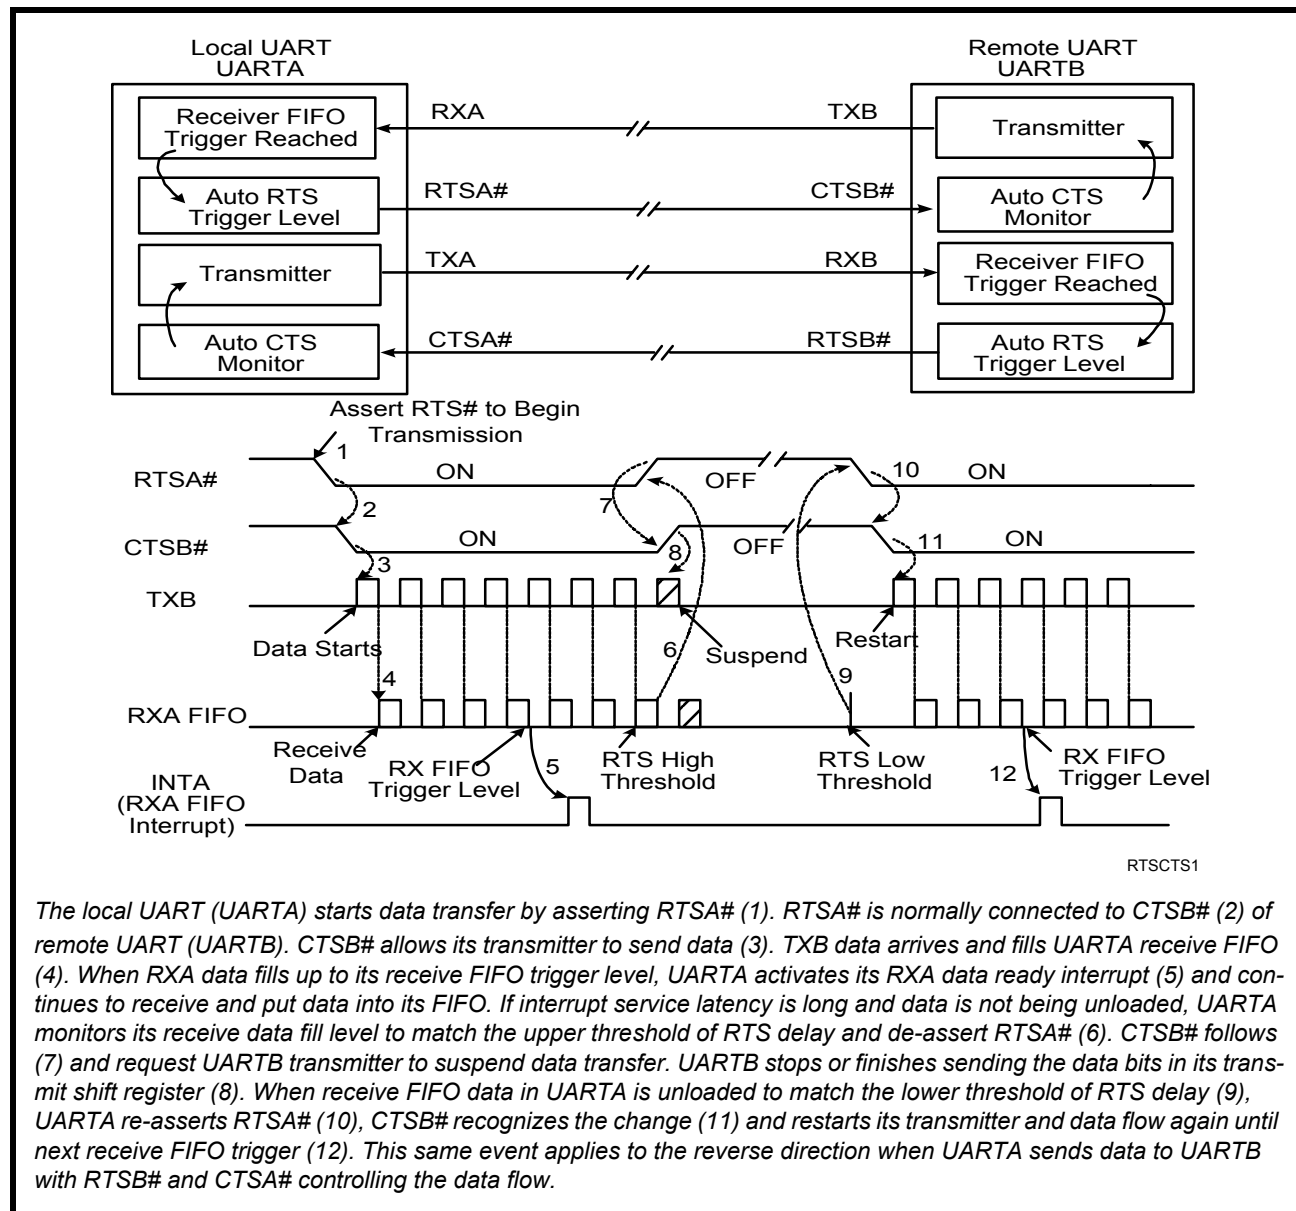 Local UART
UARTA
Remote UART
UARTB
Receiver FIFO
Trigger Reached
RXA
TXB
Transmitter
Auto RTS
Trigger Level
RTSA#
CTSB#
Auto CTS
Monitor
Transmitter
TXA
RXB
Receiver FIFO
Trigger Reached
Auto CTS
Monitor
CTSA#
RTSB#
Auto RTS
Trigger Level
Assert RTS# to Begin
Transmission
1
RTSA#
ON
OFF
10
ON
2
7
CTSB#
ON
8
OFF
11
ON
3
TXB
Data Starts
6
Suspend
Restart
4
9
RXA FIFO
Receive
Data
RX FIFO
Trigger Level
5
RTS High
Threshold
RTS Low
Threshold
12
RX FIFO
Trigger Level
INTA
(RXA FIFO
Interrupt)
RTSCTS1
The local UART (UARTA) starts data transfer by asserting RTSA# (1). RTSA# is normally connected to CTSB# (2) of
remote UART (UARTB). CTSB# allows its transmitter to send data (3). TXB data arrives and fills UARTA receive FIFO
(4). When RXA data fills up to its receive FIFO trigger level, UARTA activates its RXA data ready interrupt (5) and con-
tinues to receive and put data into its FIFO. If interrupt service latency is long and data is not being unloaded, UARTA
monitors its receive data fill level to match the upper threshold of RTS delay and de-assert RTSA# (6). CTSB# follows
(7) and request UARTB transmitter to suspend data transfer. UARTB stops or finishes sending the data bits in its trans-
mit shift register (8). When receive FIFO data in UARTA is unloaded to match the lower threshold of RTS delay (9),
UARTA re-asserts RTSA# (10), CTSB# recognizes the change (11) and restarts its transmitter and data flow again until
next receive FIFO trigger (12). This same event applies to the reverse direction when UARTA sends data to UARTB
with RTSB# and CTSA# controlling the data flow.